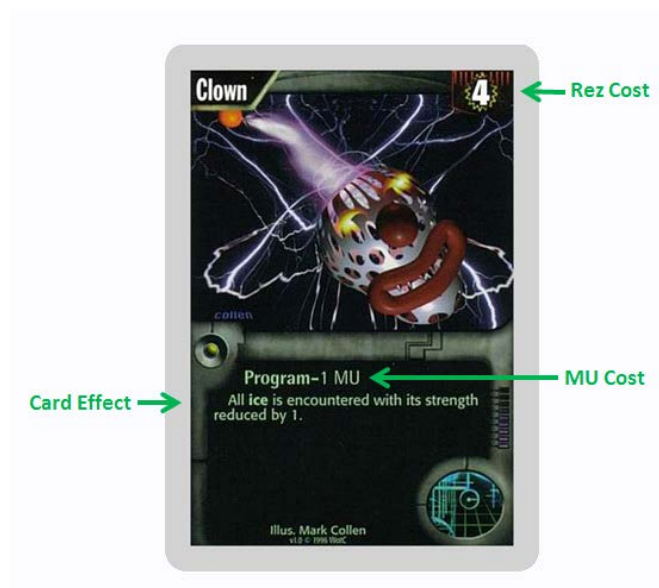 Clown
4
Rez Cost
collen
Program-1 MU
MU Cost
Card Effect
All ice is encountered with its strength
reduced by 1.
Illus. Mark Collen
v1.0 © 1996 WotC